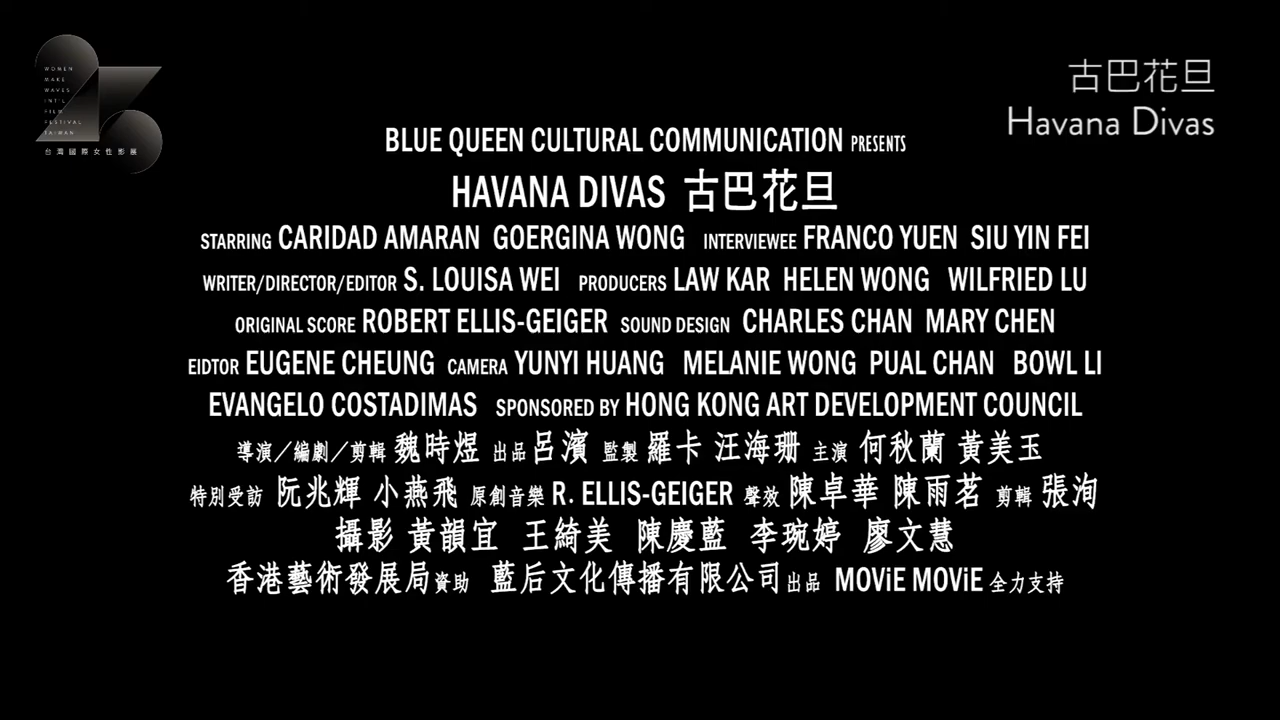 WOMEN
MAKE
WAVES
INT'L
FILM
FESTIVAL
TAIWAN
台灣國際女性影展
古巴花旦
Havana Divas
BLUE QUEEN CULTURAL COMMUNICATION PRESENTS
HAVANA DIVAS 古巴花旦
STARRING CARIDAD AMARAN GOERGINA WONG INTERVIEWEE FRANCO YUEN SIU YIN FEI
WRITER/DIRECTOR/EDITOR S. LOUISA WEI PRODUCERS LAW KAR HELEN WONG WILFRIED LU
ORIGINAL SCORE ROBERT ELLIS-GEIGER SOUND DESIGN CHARLES CHAN MARY CHEN
EIDTOR EUGENE CHEUNG CAMERA YUNYI HUANG MELANIE WONG PUAL CHAN BOWL LI
EVANGELO COSTADIMAS SPONSORED BY HONG KONG ART DEVELOPMENT COUNCIL
導演／編劇／剪輯 魏時煜 出品 呂濱 監製 羅卡 汪海珊 主演 何秋蘭 黃美玉
特別受訪 阮兆輝 小燕飛 原創音樂 R. ELLIS-GEIGER 聲效 陳卓華 陳雨茗 剪輯 張洵
攝影 黃韻宜 王綺美 陳慶藍 李琬婷 廖文慧
香港藝術發展局資助 藍后文化傳播有限公司出品 MOViE MOViE 全力支持